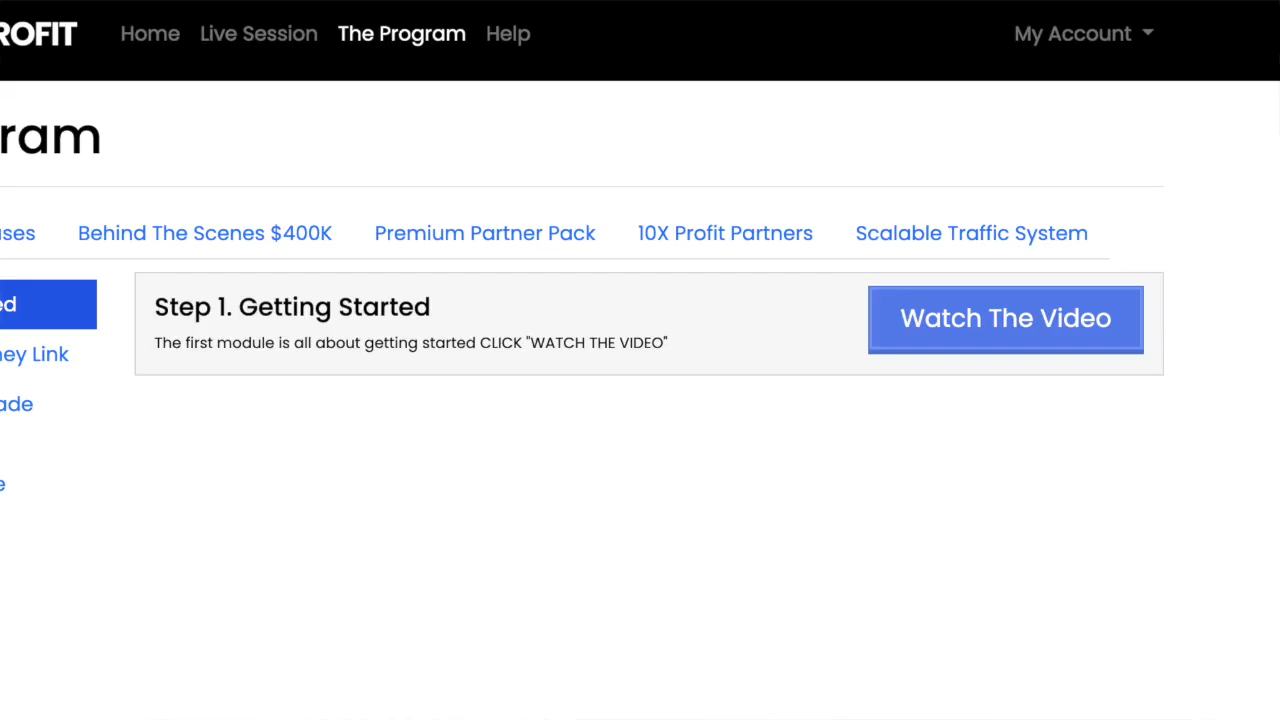 ROFIT Home Live Session The Program Help My Account
ram
ses Behind The Scenes $400K Premium Partner Pack 10X Profit Partners Scalable Traffic System
ed
Step 1. Getting Started
Watch The Video
The first module is all about getting started CLICK "WATCH THE VIDEO"
ey Link
ade
e